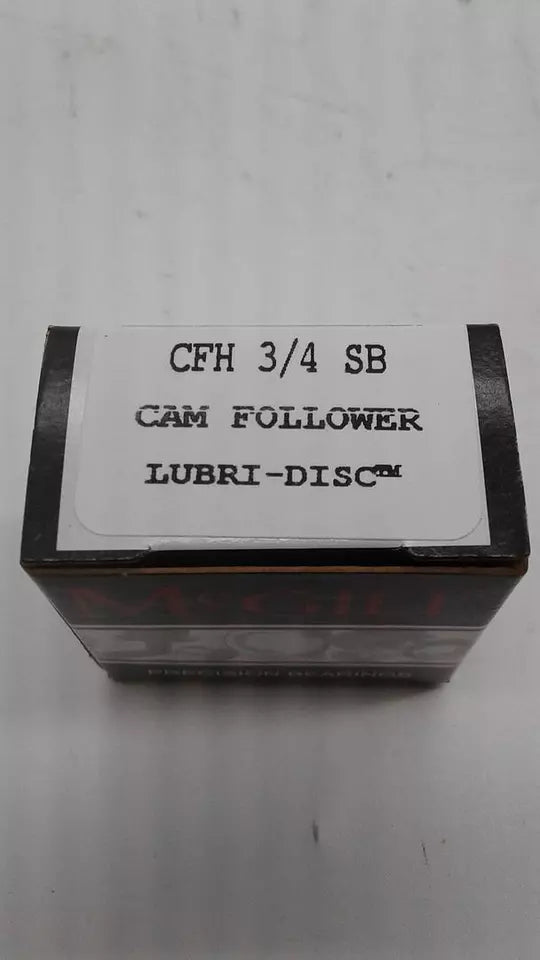 CFH 3/4 SB
CAM FOLLOWER
LUBRI-DISC™
McGILL
PRECISION BEARINGS